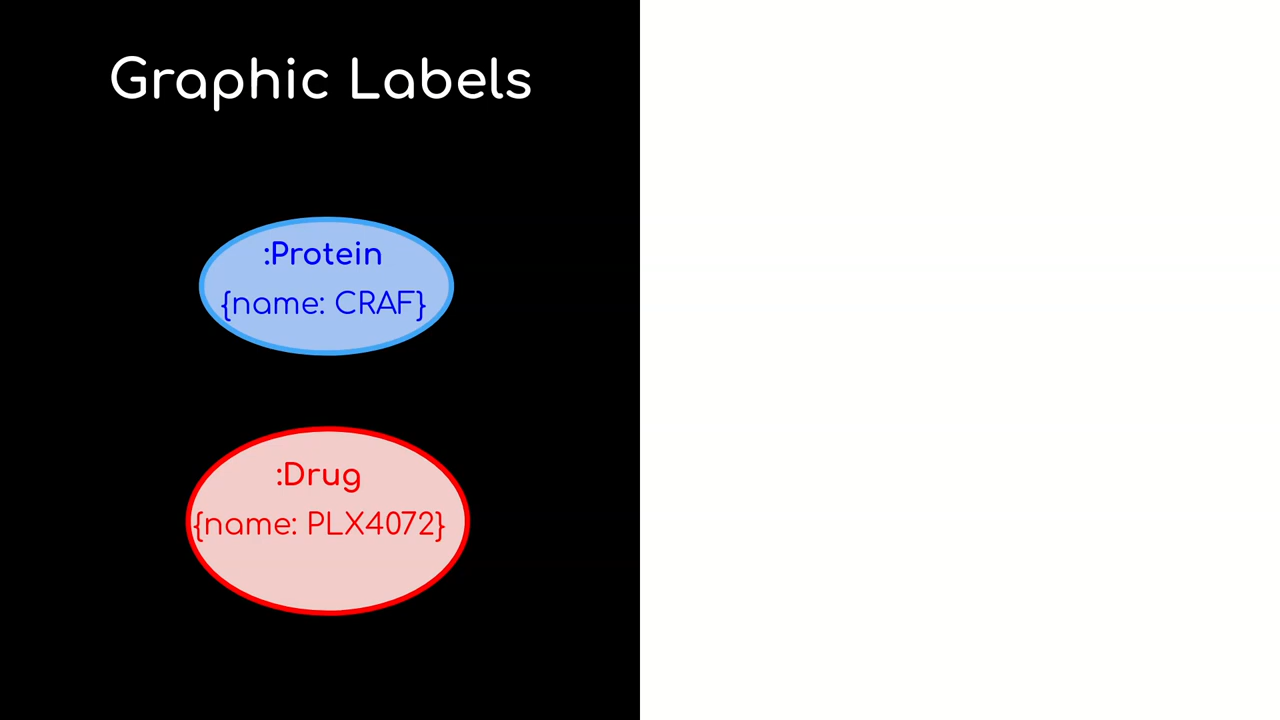 Graphic Labels
:Protein
{name: CRAF}
:Drug
{name: PLX4072}